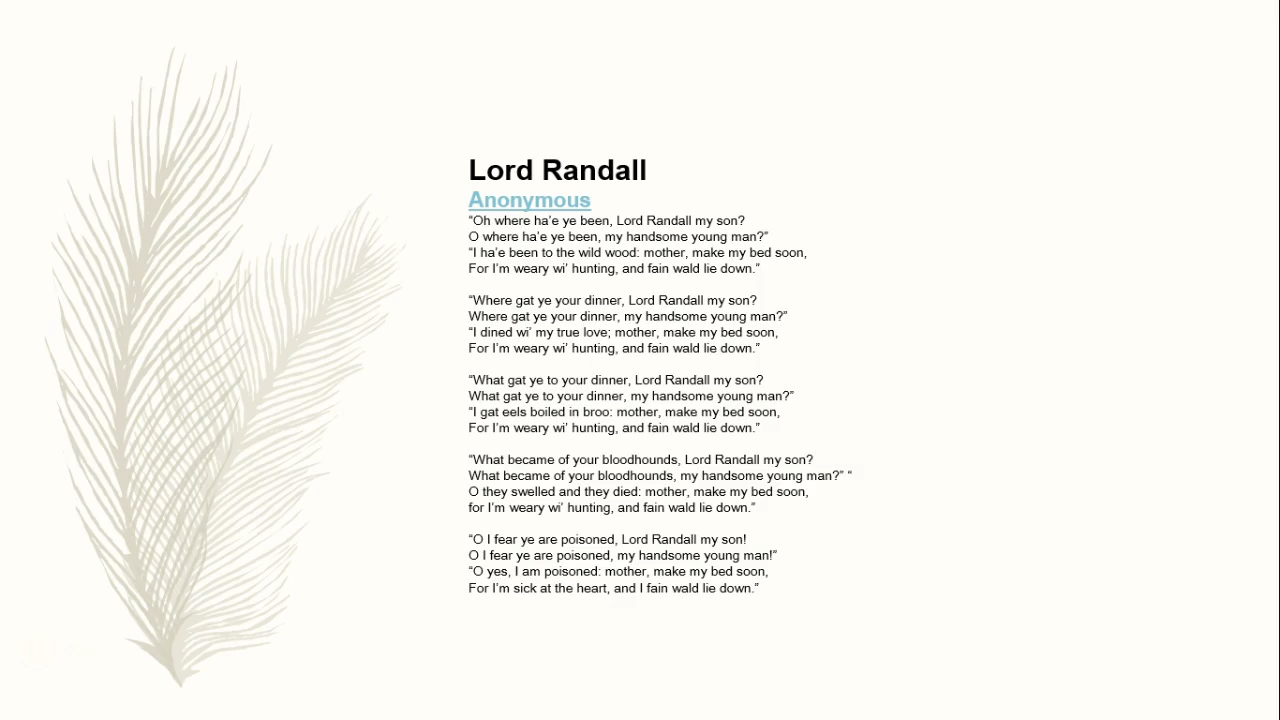 Lord Randall
Anonymous
“Oh where ha’e ye been, Lord Randall my son?
O where ha’e ye been, my handsome young man?”
“I ha’e been to the wild wood: mother, make my bed soon,
For I’m weary wi’ hunting, and fain wald lie down.”

“Where gat ye your dinner, Lord Randall my son?
Where gat ye your dinner, my handsome young man?”
“I dined wi’ my true love; mother, make my bed soon,
For I’m weary wi’ hunting, and fain wald lie down.”

“What gat ye to your dinner, Lord Randall my son?
What gat ye to your dinner, my handsome young man?”
“I gat eels boiled in broo: mother, make my bed soon,
For I’m weary wi’ hunting, and fain wald lie down.”

“What became of your bloodhounds, Lord Randall my son?
What became of your bloodhounds, my handsome young man?” “
O they swelled and they died: mother, make my bed soon,
for I’m weary wi’ hunting, and fain wald lie down.”

“O I fear ye are poisoned, Lord Randall my son!
O I fear ye are poisoned, my handsome young man!”
“O yes, I am poisoned: mother, make my bed soon,
For I’m sick at the heart, and I fain wald lie down.”